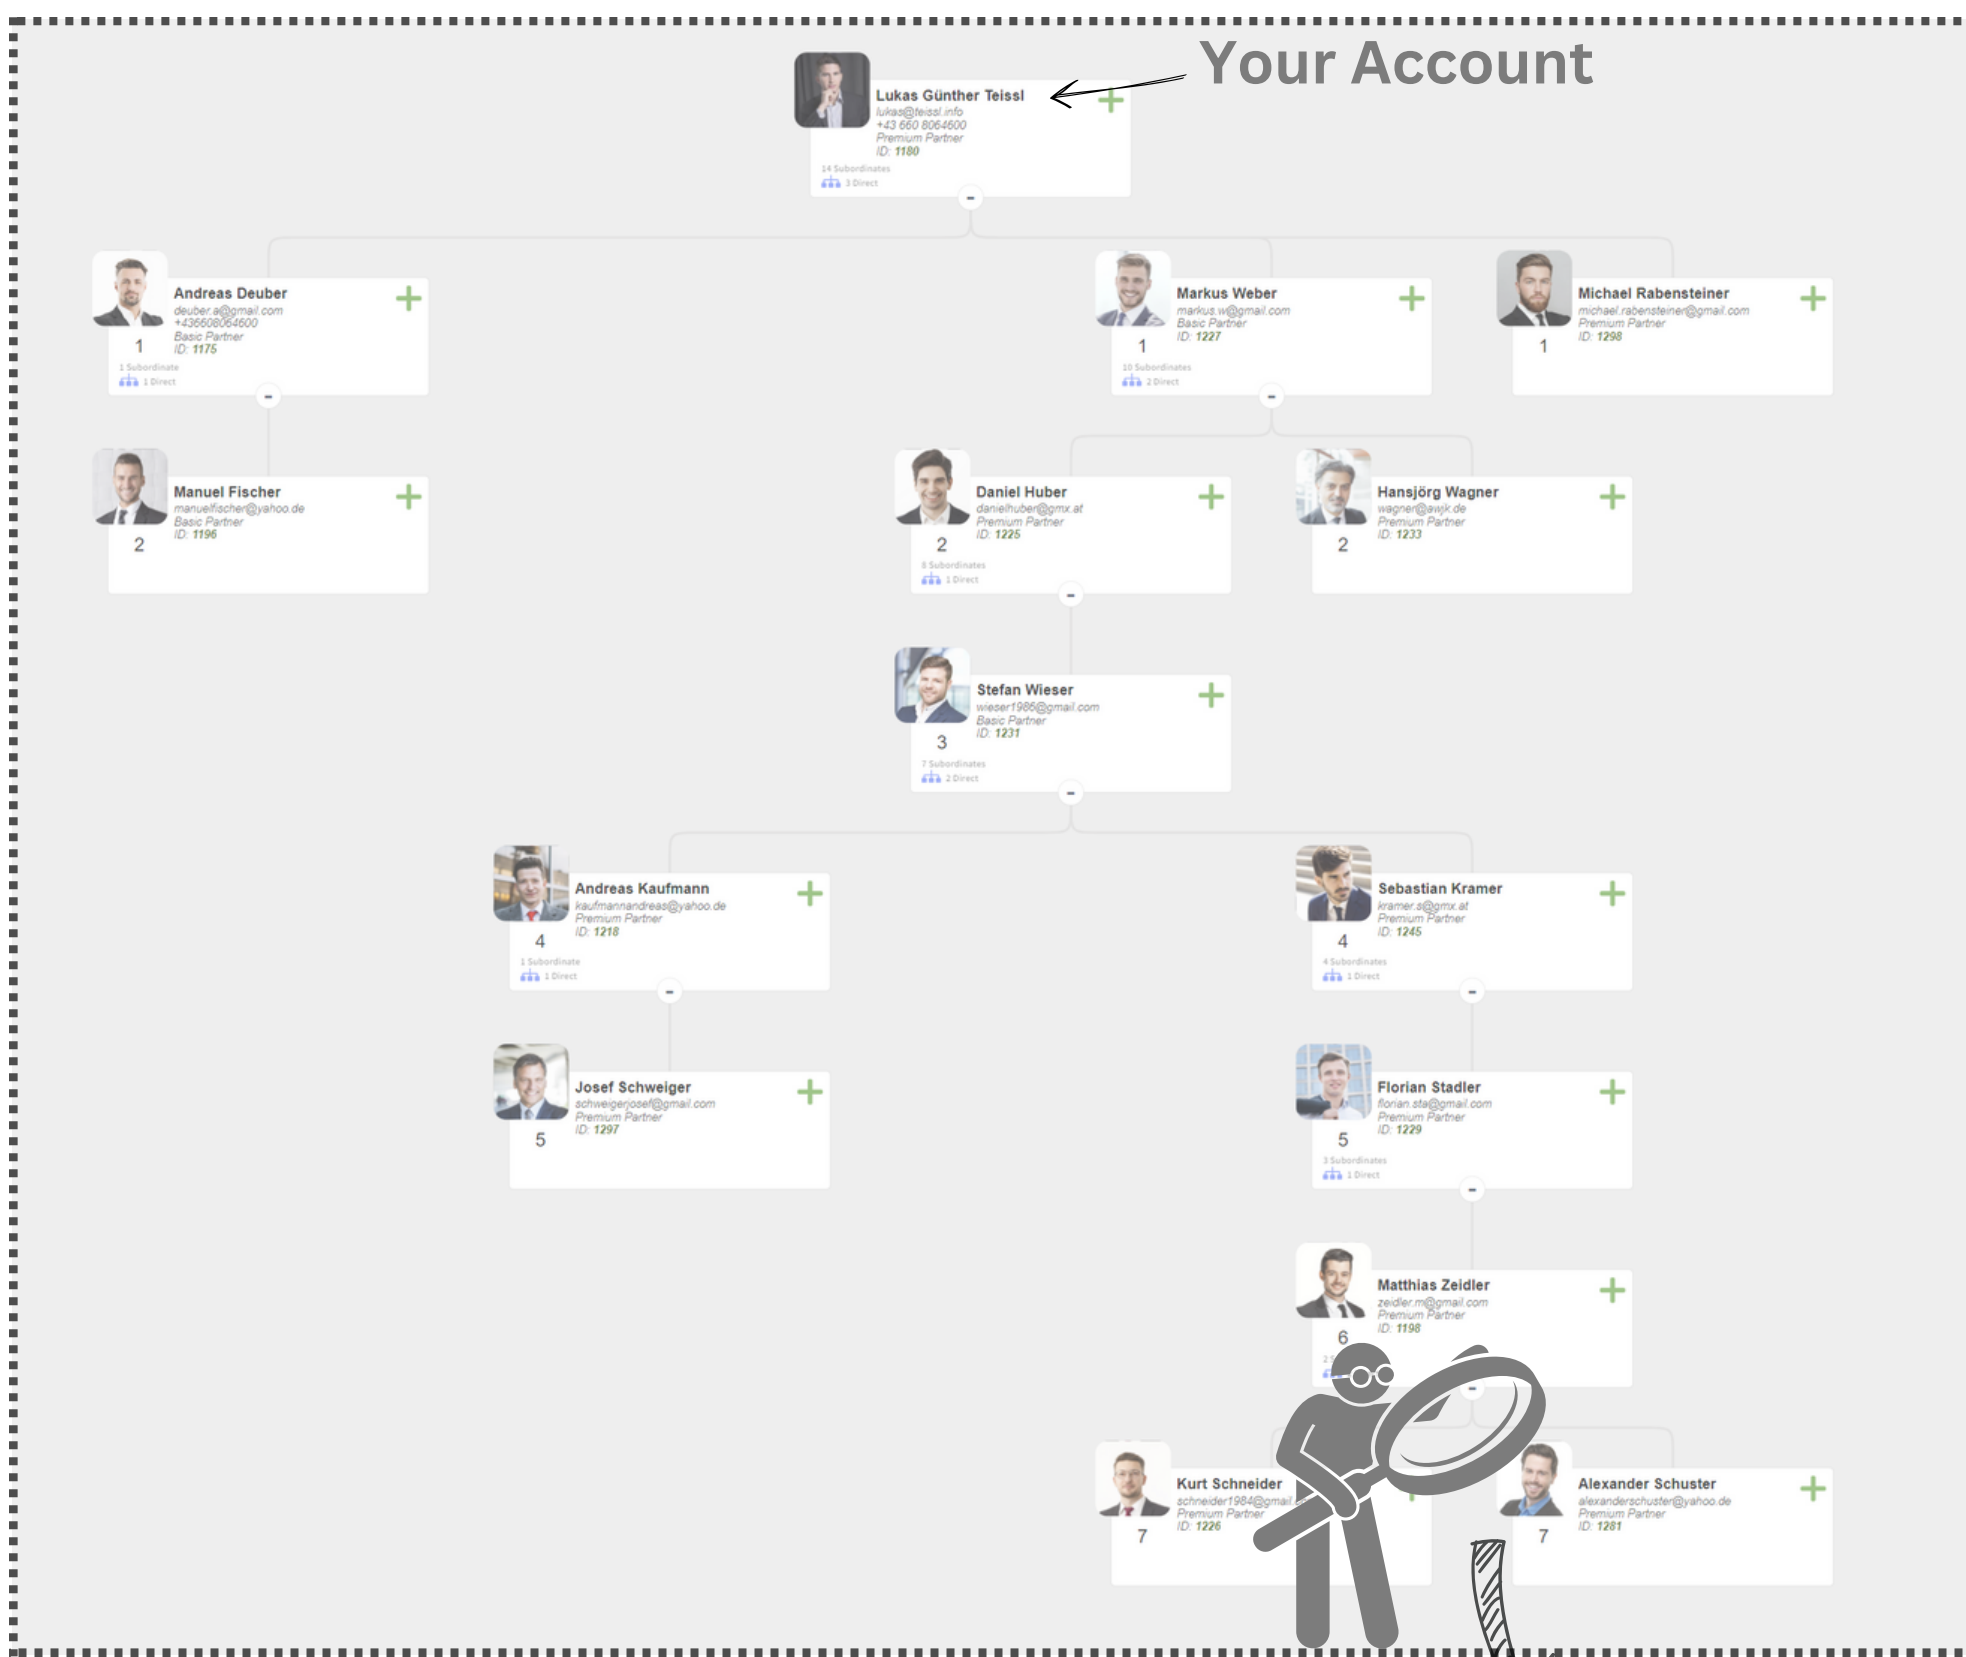 Your Account
Lukas Günther Teissl
lukas@teissl.info
+43 660 8064600
Premium Partner
ID: 1180
14 Subordinates
3 Direct
Andreas Deuber
deuber.a@gmail.com
+436608064600
Basic Partner
ID: 1175
1
1 Subordinate
1 Direct
Markus Weber
markus.w@gmail.com
Basic Partner
ID: 1227
1
10 Subordinates
2 Direct
Michael Rabensteiner
michael.rabensteiner@gmail.com
Premium Partner
ID: 1298
1
Manuel Fischer
manuelfischer@yahoo.de
Basic Partner
ID: 1196
2
Daniel Huber
danielhuber@gmx.at
Premium Partner
ID: 1225
2
8 Subordinates
1 Direct
Hansjörg Wagner
wagner@awjk.de
Premium Partner
ID: 1233
2
Stefan Wieser
wieser1986@gmail.com
Basic Partner
ID: 1231
3
7 Subordinates
2 Direct
Andreas Kaufmann
kaufmannandreas@yahoo.de
Premium Partner
ID: 1218
4
1 Subordinate
1 Direct
Sebastian Kramer
kramer.s@gmx.at
Premium Partner
ID: 1245
4
4 Subordinates
1 Direct
Josef Schweiger
schweigerjosef@gmail.com
Premium Partner
ID: 1297
5
Florian Stadler
florian.sta@gmail.com
Premium Partner
ID: 1229
5
3 Subordinates
1 Direct
Matthias Zeidler
zeidler.m@gmail.com
Premium Partner
ID: 1198
6
2
Kurt Schneider
schneider1984@gmail.
Premium Partner
ID: 1226
7
Alexander Schuster
alexanderschuster@yahoo.de
Premium Partner
ID: 1281
7